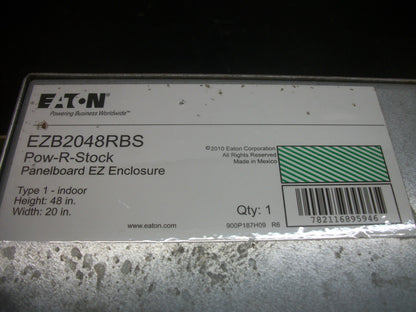 EATON
Powering Business Worldwide™
EZB2048RBS
Pow-R-Stock
Panelboard EZ Enclosure
Type 1 - indoor
Height: 48 in.
Width: 20 in.
www.eaton.com
©2010 Eaton Corporation
All Rights Reserved
Made in Mexico
Qty: 1
782116895946
900P187H09 R6